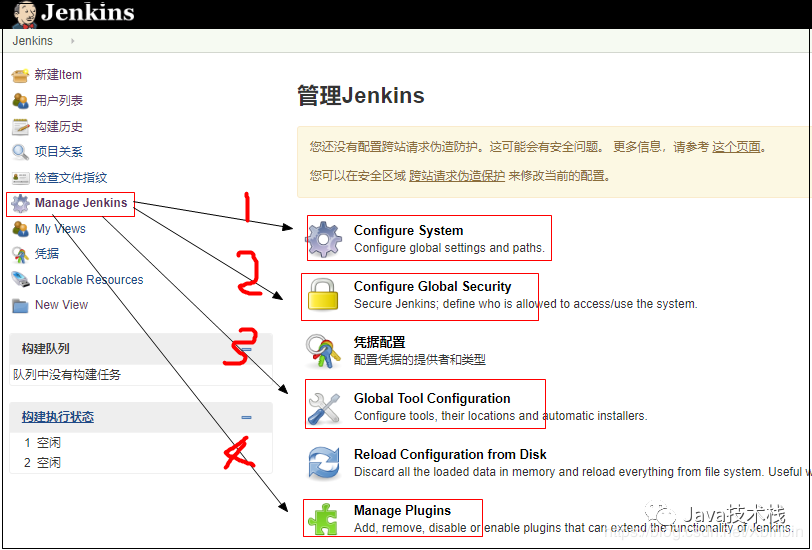 Jenkins
Jenkins
新建Item
用户列表
构建历史
项目关系
检查文件指纹
Manage Jenkins
My Views
凭据
Lockable Resources
New View
构建队列
队列中没有构建任务
构建执行状态
1 空闲
2 空闲
管理Jenkins
您还没有配置跨站请求伪造防护。这可能会有安全问题。 更多信息，请参考 这个页面。
您可以在安全区域 跨站请求伪造保护 来修改当前的配置。
1
Configure System
Configure global settings and paths.
2
Configure Global Security
Secure Jenkins; define who is allowed to access/use the system.
凭据配置
配置凭据的提供者和类型
3
Global Tool Configuration
Configure tools, their locations and automatic installers.
Reload Configuration from Disk
Discard all the loaded data in memory and reload everything from file system. Useful w
4
Manage Plugins
Add, remove, disable or enable plugins that can extend the functionality of Jenkins.
Java技术栈